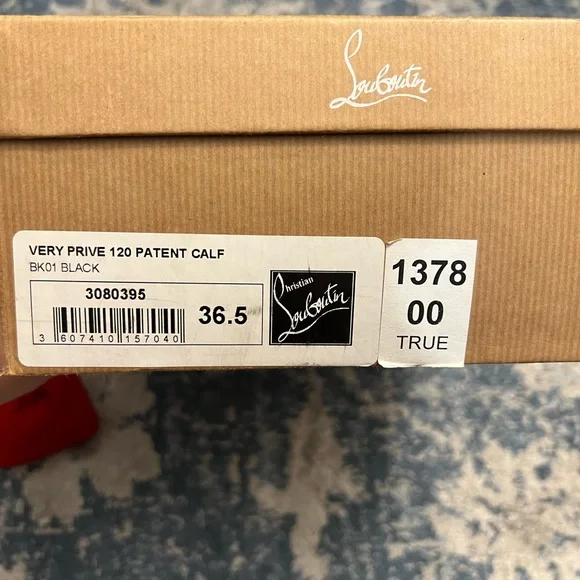 Louboutin
VERY PRIVE 120 PATENT CALF
BK01 BLACK
3080395
3 607410 157040
36.5
Christian
Louboutin
1378
00
TRUE